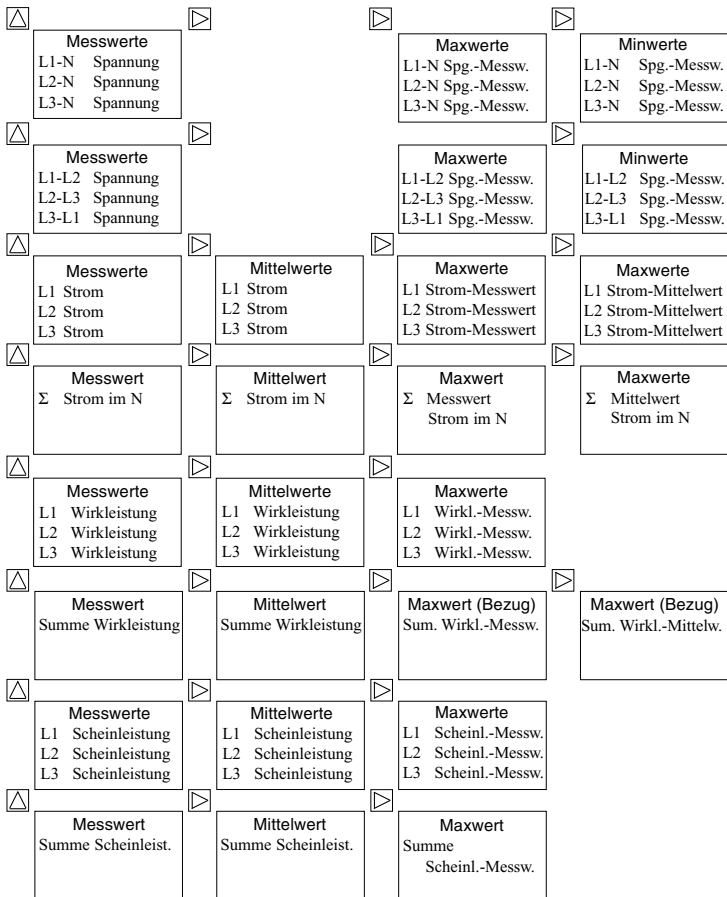 Messwerte
L1-N Spannung
L2-N Spannung
L3-N Spannung
Maxwerte
L1-N Spg.-Messw.
L2-N Spg.-Messw.
L3-N Spg.-Messw.
Minwerte
L1-N Spg.-Messw.
L2-N Spg.-Messw.
L3-N Spg.-Messw.
Messwerte
L1-L2 Spannung
L2-L3 Spannung
L3-L1 Spannung
Maxwerte
L1-L2 Spg.-Messw.
L2-L3 Spg.-Messw.
L3-L1 Spg.-Messw.
Minwerte
L1-L2 Spg.-Messw.
L2-L3 Spg.-Messw.
L3-L1 Spg.-Messw.
Messwerte
L1 Strom
L2 Strom
L3 Strom
Mittelwerte
L1 Strom
L2 Strom
L3 Strom
Maxwerte
L1 Strom-Messwert
L2 Strom-Messwert
L3 Strom-Messwert
Maxwerte
L1 Strom-Mittelwert
L2 Strom-Mittelwert
L3 Strom-Mittelwert
Messwert
Σ Strom im N
Mittelwert
Σ Strom im N
Maxwert
Σ Messwert
Strom im N
Maxwerte
Σ Mittelwert
Strom im N
Messwerte
L1 Wirkleistung
L2 Wirkleistung
L3 Wirkleistung
Mittelwerte
L1 Wirkleistung
L2 Wirkleistung
L3 Wirkleistung
Maxwerte
L1 Wirkl.-Messw.
L2 Wirkl.-Messw.
L3 Wirkl.-Messw.
Messwert
Summe Wirkleistung
Mittelwert
Summe Wirkleistung
Maxwert (Bezug)
Sum. Wirkl.-Messw.
Maxwert (Bezug)
Sum. Wirkl.-Mittelw.
Messwerte
L1 Scheinleistung
L2 Scheinleistung
L3 Scheinleistung
Mittelwerte
L1 Scheinleistung
L2 Scheinleistung
L3 Scheinleistung
Maxwerte
L1 Scheinl.-Messw.
L2 Scheinl.-Messw.
L3 Scheinl.-Messw.
Messwert
Summe Scheinleist.
Mittelwert
Summe Scheinleist.
Maxwert
Summe
Scheinl.-Messw.